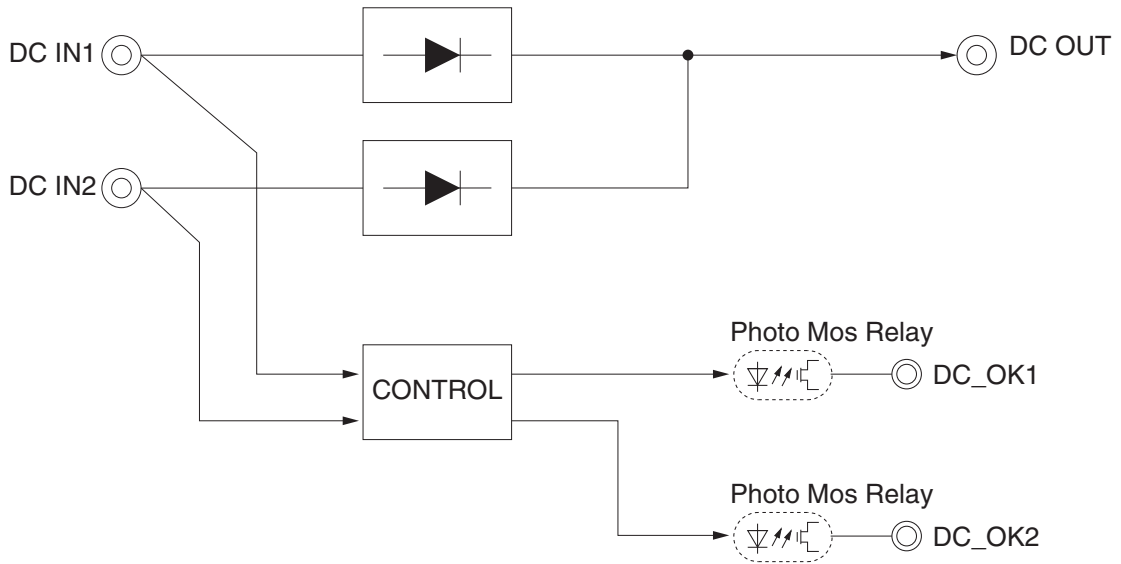 DC IN1
DC OUT
DC IN2
Photo Mos Relay
CONTROL
DC_OK1
Photo Mos Relay
DC_OK2